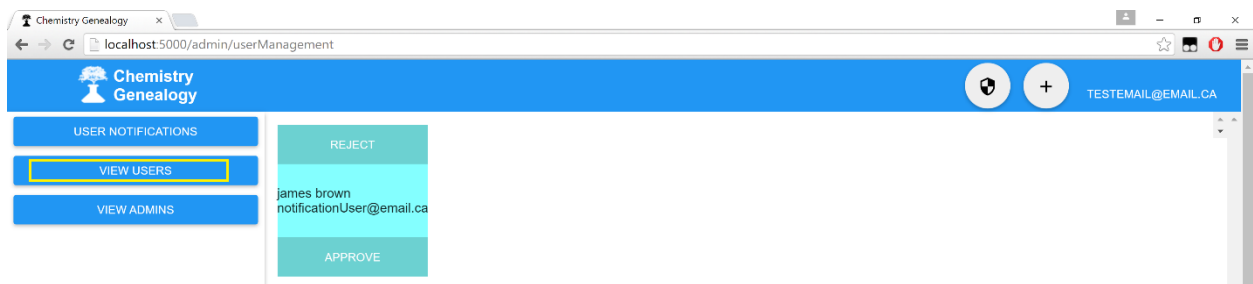 Chemistry Genealogy
localhost:5000/admin/userManagement
Chemistry
Genealogy
TESTEMAIL@EMAIL.CA
USER NOTIFICATIONS
VIEW USERS
VIEW ADMINS
REJECT
james brown
notificationUser@email.ca
APPROVE